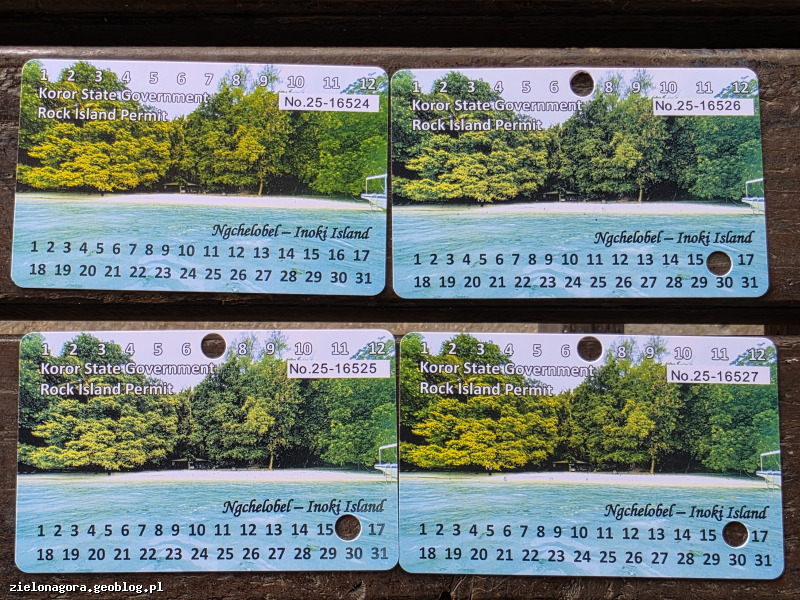 1 2 3 4 5 6 7 8 9 10 11 12
Koror State Government
Rock Island Permit
No.25-16524
Ngchelobel – Inoki Island
1 2 3 4 5 6 7 8 9 10 11 12 13 14 15 16 17
18 19 20 21 22 23 24 25 26 27 28 29 30 31
1 2 3 4 5 6 8 9 10 11 12
Koror State Government
Rock Island Permit
No.25-16526
Ngchelobel – Inoki Island
1 2 3 4 5 6 7 8 9 10 11 12 13 14 15 17
18 19 20 21 22 23 24 25 26 27 28 29 30 31
1 2 3 4 5 6 8 9 10 11 12
Koror State Government
Rock Island Permit
No.25-16525
Ngchelobel – Inoki Island
1 2 3 4 5 6 7 8 9 10 11 12 13 14 15 17
18 19 20 21 22 23 24 25 26 27 28 29 30 31
1 2 3 4 5 6 8 9 10 11 12
Koror State Government
Rock Island Permit
No.25-16527
Ngchelobel – Inoki Island
1 2 3 4 5 6 7 8 9 10 11 12 13 14 15 17
18 19 20 21 22 23 24 25 26 27 28 29 30 31
zielonagora.geoblog.pl